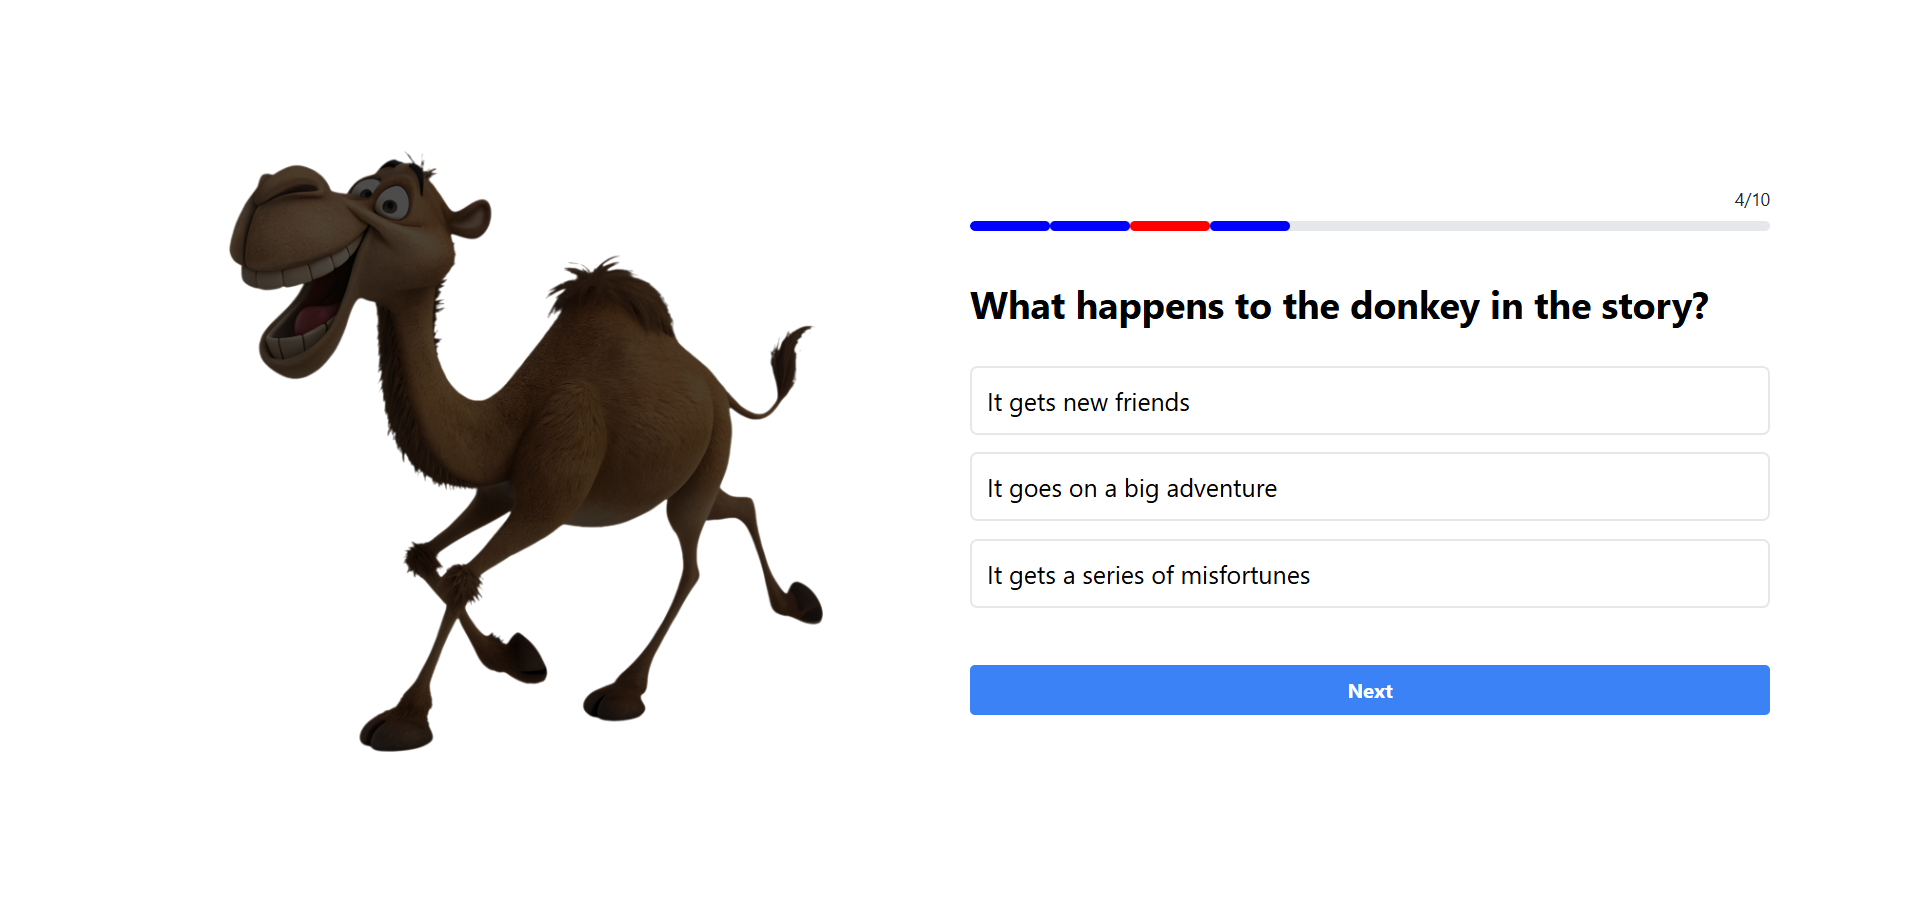 4/10
What happens to the donkey in the story?
It gets new friends
It goes on a big adventure
It gets a series of misfortunes
Next